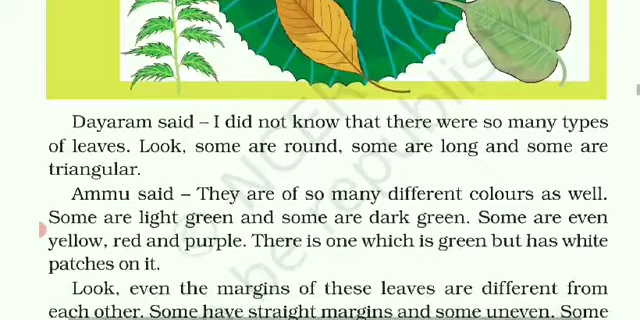 Dayaram said – I did not know that there were so many types
of leaves. Look, some are round, some are long and some are
triangular.
Ammu said – They are of so many different colours as well.
Some are light green and some are dark green. Some are even
yellow, red and purple. There is one which is green but has white
patches on it.
Look, even the margins of these leaves are different from
each other. Some have straight margins and some uneven. Some